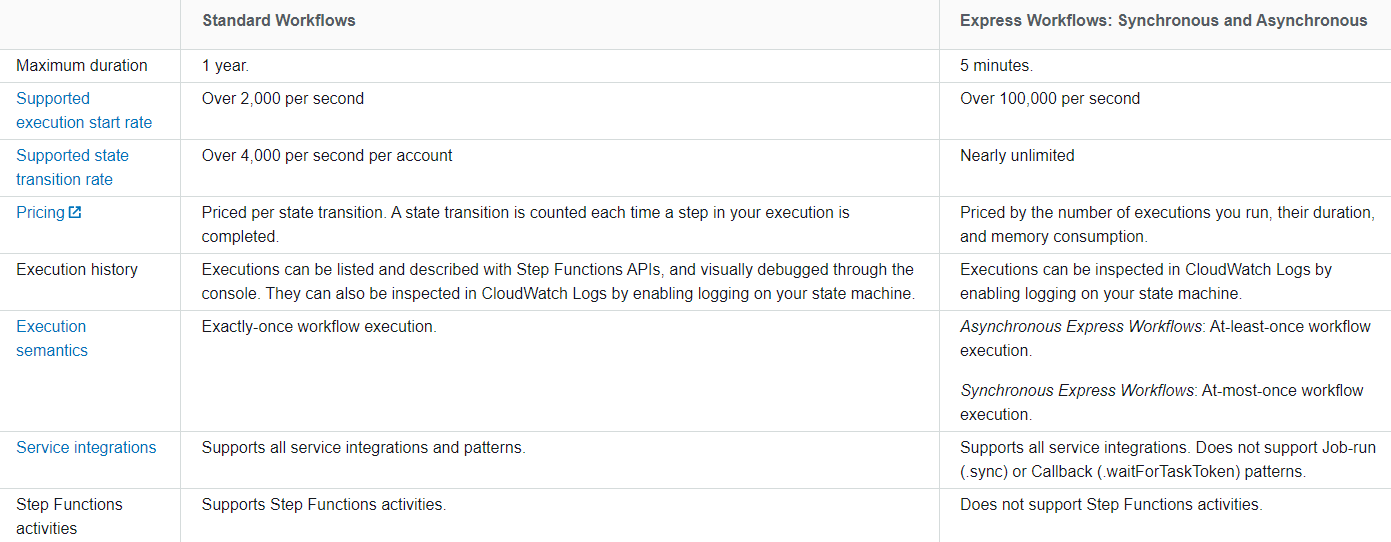 Standard Workflows
Express Workflows: Synchronous and Asynchronous
Maximum duration
1 year.
5 minutes.
Supported
execution start rate
Over 2,000 per second
Over 100,000 per second
Supported state
transition rate
Over 4,000 per second per account
Nearly unlimited
Pricing
Priced per state transition. A state transition is counted each time a step in your execution is
completed.
Priced by the number of executions you run, their duration,
and memory consumption.
Execution history
Executions can be listed and described with Step Functions APIs, and visually debugged through the
console. They can also be inspected in CloudWatch Logs by enabling logging on your state machine.
Executions can be inspected in CloudWatch Logs by
enabling logging on your state machine.
Execution
semantics
Exactly-once workflow execution.
Asynchronous Express Workflows: At-least-once workflow
execution.
Synchronous Express Workflows: At-most-once workflow
execution.
Service integrations
Supports all service integrations and patterns.
Supports all service integrations. Does not support Job-run
(.sync) or Callback (.waitForTaskToken) patterns.
Step Functions
activities
Supports Step Functions activities.
Does not support Step Functions activities.